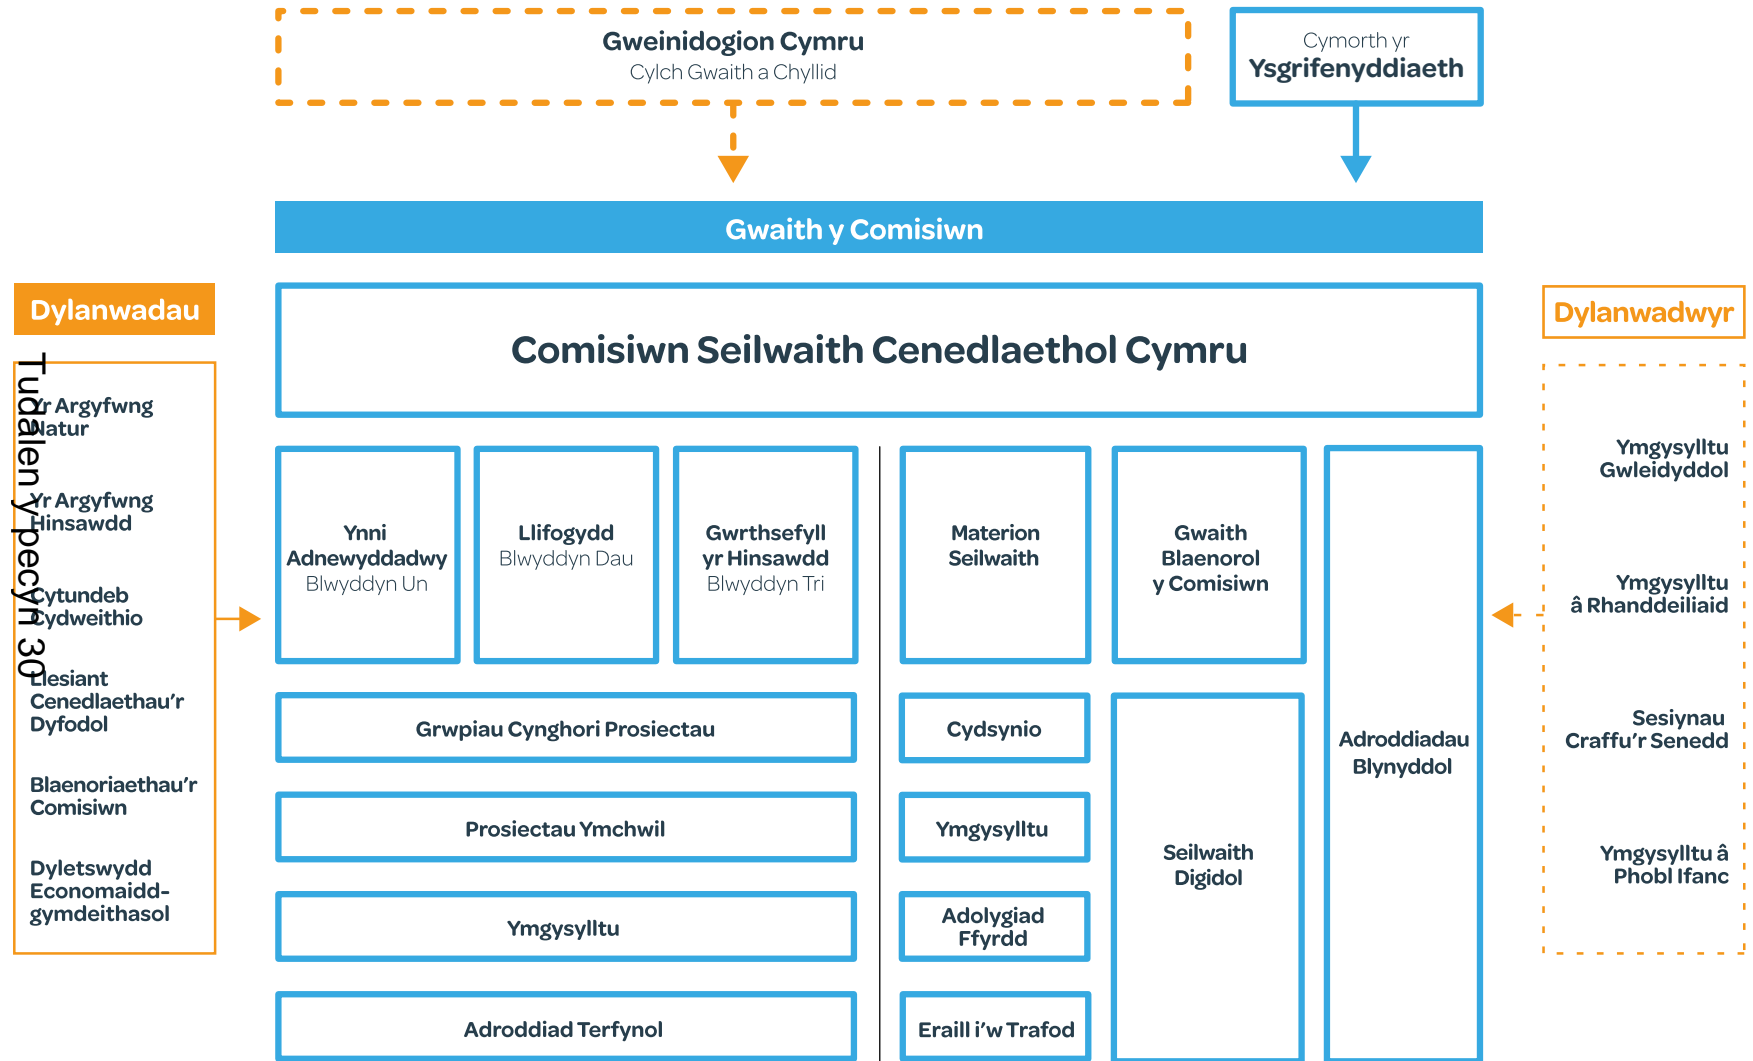 Gweinidogion Cymru
Cylch Gwaith a Chyllid
Cymorth yr
Ysgrifenyddiaeth
Gwaith y Comisiwn
Dylanwadau
Comisiwn Seilwaith Cenedlaethol Cymru
Dylanwadwyr
Tudalen y pecyn 30
Yr Argyfwng
Natur
Yr Argyfwng
Hinsawdd
Cytundeb
Cydweithio
Llesiant
Cenedlaethau’r
Dyfodol
Blaenoriaethau’r
Comisiwn
Dyletswydd
Economaidd-
gymdeithasol
Ynni
Adnewyddadwy
Blwyddyn Un
Llifogydd
Blwyddyn Dau
Gwrthsefyll
yr Hinsawdd
Blwyddyn Tri
Grwpiau Cynghori Prosiectau
Prosiectau Ymchwil
Ymgysylltu
Adroddiad Terfynol
Materion
Seilwaith
Cydsynio
Ymgysylltu
Adolygiad
Ffyrdd
Eraill i’w Trafod
Gwaith
Blaenorol
y Comisiwn
Seilwaith
Digidol
Adroddiadau
Blynyddol
Ymgysylltu
Gwleidyddol
Ymgysylltu
â Rhanddeiliaid
Sesiynau
Craffu’r Senedd
Ymgysylltu â
Phobl Ifanc